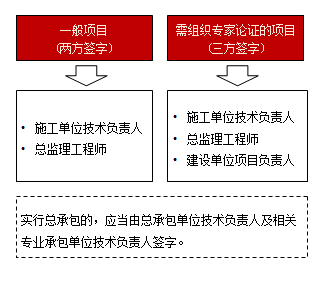 一般项目
(两方签字)
需组织专家论证的项目
(三方签字)
• 施工单位技术负责人
• 总监理工程师
• 施工单位技术负责人
• 总监理工程师
• 建设单位项目负责人
实行总承包的，应当由总承包单位技术负责人及相关
专业承包单位技术负责人签字。